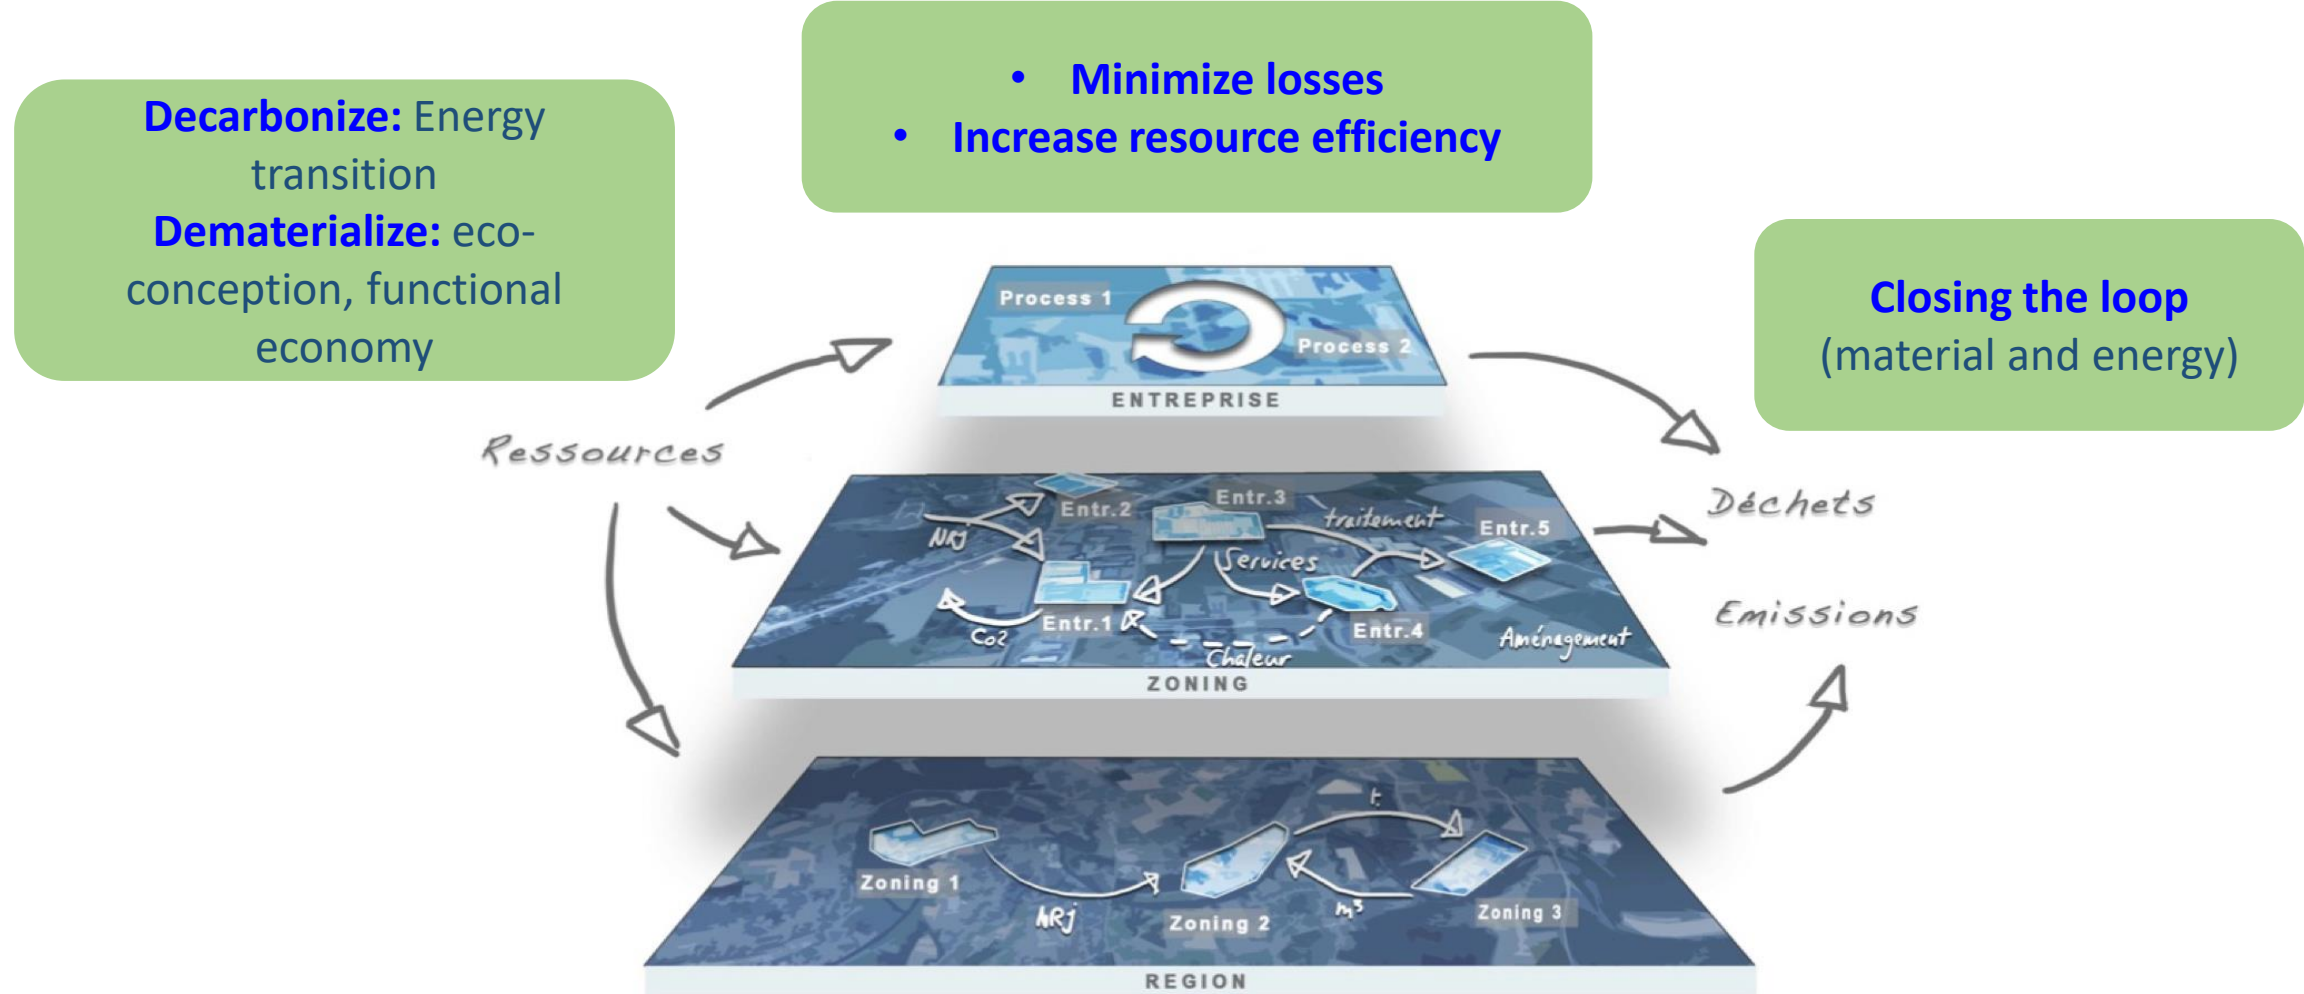 Decarbonize: Energy
transition
Dematerialize: eco-
conception, functional
economy
• Minimize losses
• Increase resource efficiency
Closing the loop
(material and energy)
Ressources
Process 1
Process 2
ENTREPRISE
Déchets
Emissions
Entr.2
Entr.3
traitement
Entr.5
NRJ
Services
Co2
Entr.1
Entr.4
Chaleur
Aménagement
ZONING
t
Zoning 1
NRJ
Zoning 2
m³
Zoning 3
REGION